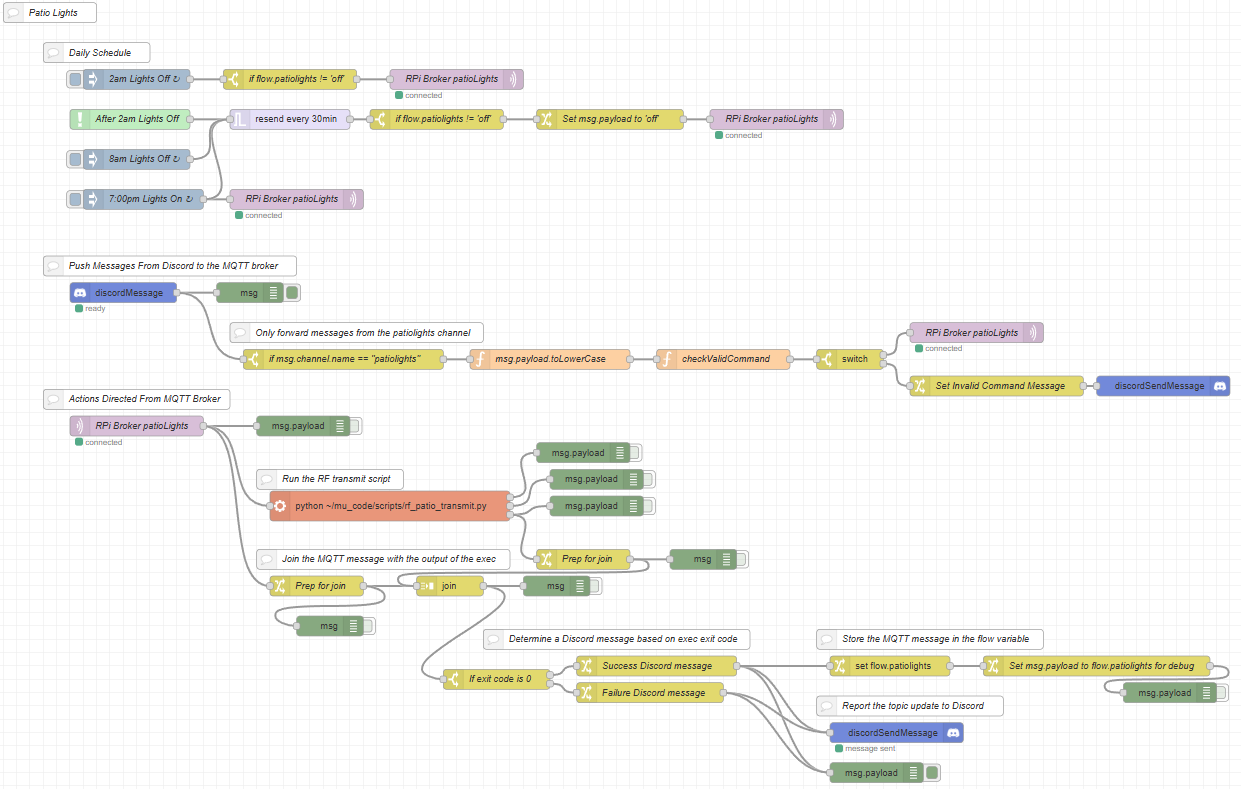 Patio Lights
Daily Schedule
2am Lights Off ↻
if flow.patiolights != 'off'
RPi Broker patioLights
connected
After 2am Lights Off
resend every 30min
if flow.patiolights != 'off'
Set msg.payload to 'off'
RPi Broker patioLights
connected
8am Lights Off ↻
7:00pm Lights On ↻
RPi Broker patioLights
connected
Push Messages From Discord to the MQTT broker
discordMessage
ready
msg
Only forward messages from the patiolights channel
if msg.channel.name == "patiolights"
msg.payload.toLowerCase
checkValidCommand
switch
RPi Broker patioLights
connected
Set Invalid Command Message
discordSendMessage
Actions Directed From MQTT Broker
RPi Broker patioLights
connected
msg.payload
Run the RF transmit script
python ~/mu_code/scripts/rf_patio_transmit.py
msg.payload
msg.payload
msg.payload
Join the MQTT message with the output of the exec
Prep for join
msg
Prep for join
join
msg
msg
Determine a Discord message based on exec exit code
Store the MQTT message in the flow variable
If exit code is 0
Success Discord message
Failure Discord message
set flow.patiolights
Set msg.payload to flow.patiolights for debug
msg.payload
Report the topic update to Discord
discordSendMessage
message sent
msg.payload